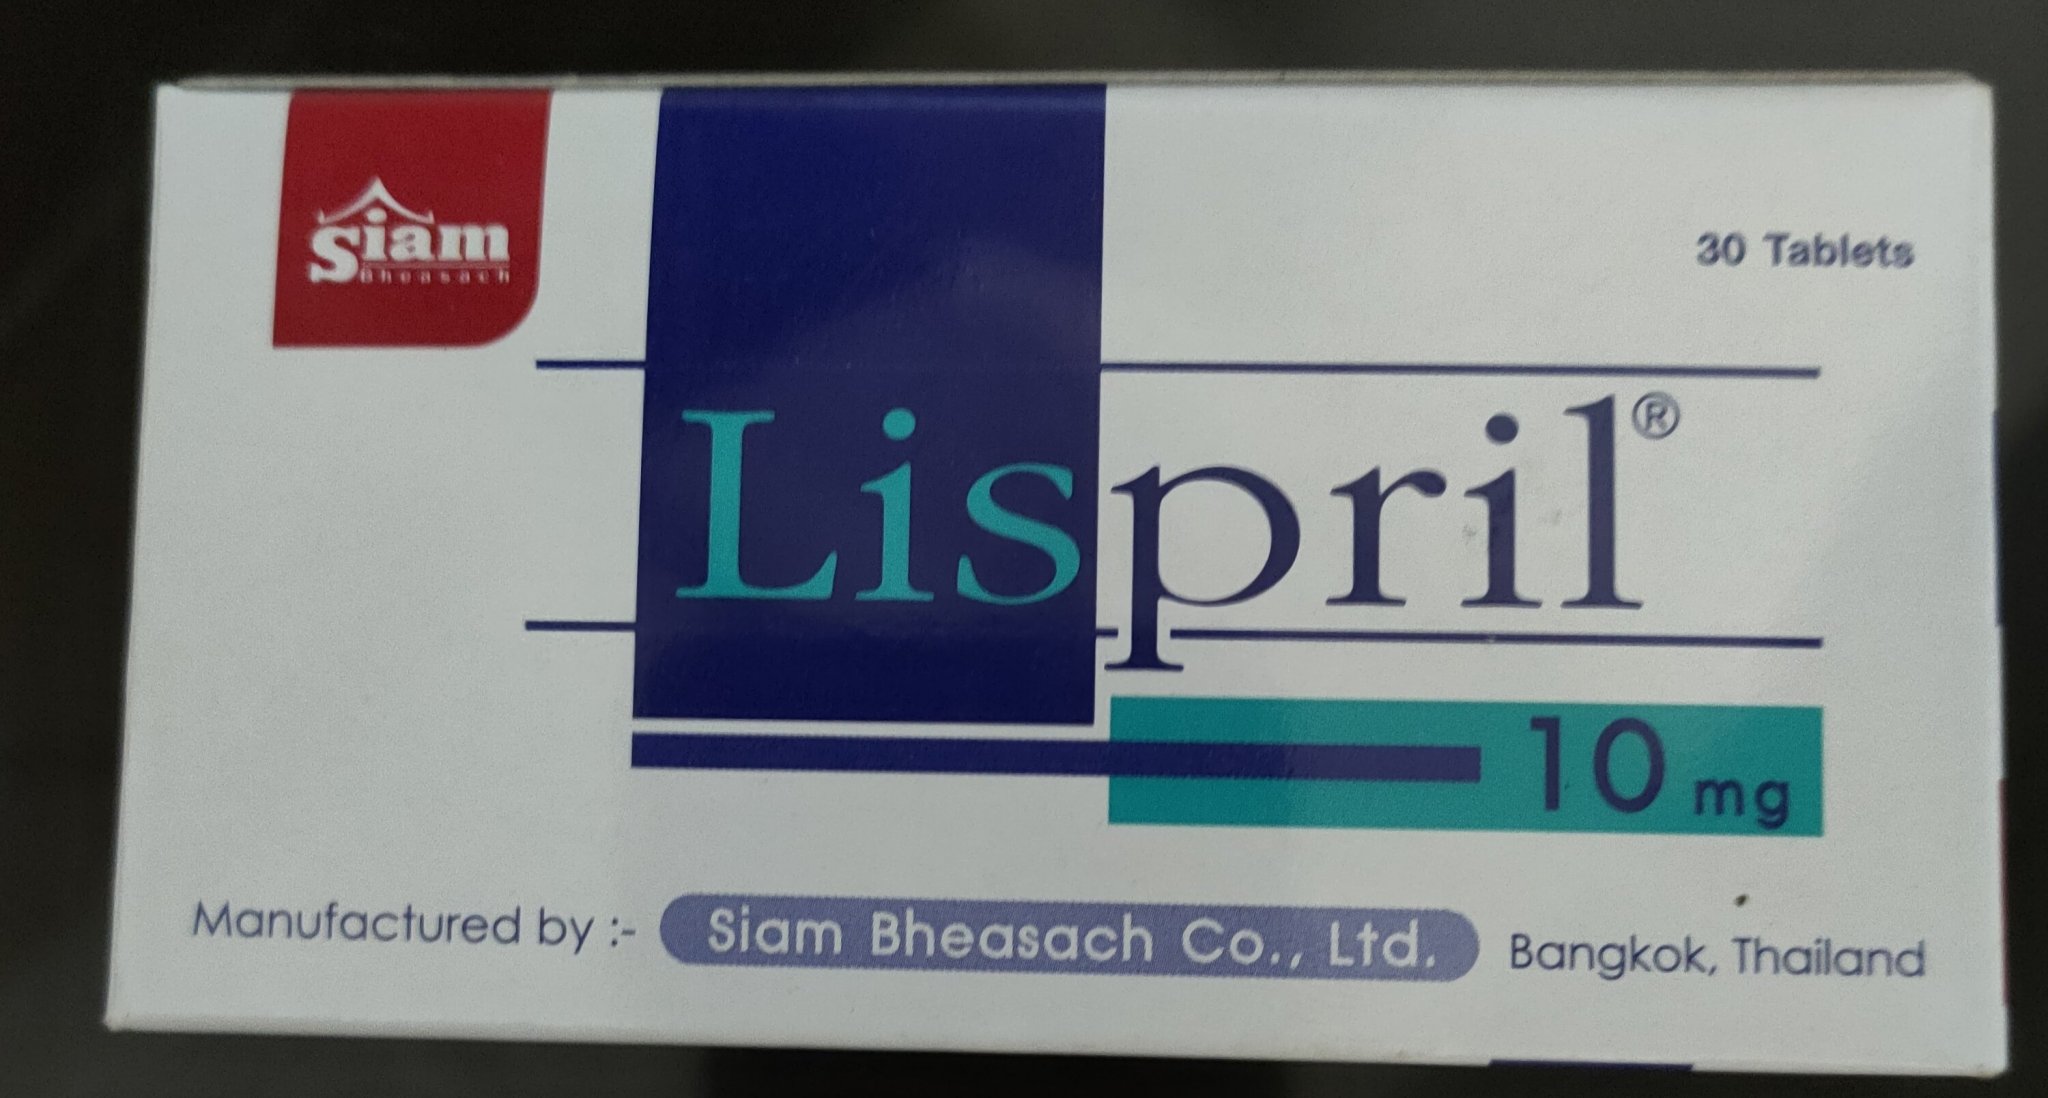 Siam
Bheasach
30 Tablets
Lispril®
10 mg
Manufactured by :- Siam Bheasach Co., Ltd. Bangkok, Thailand